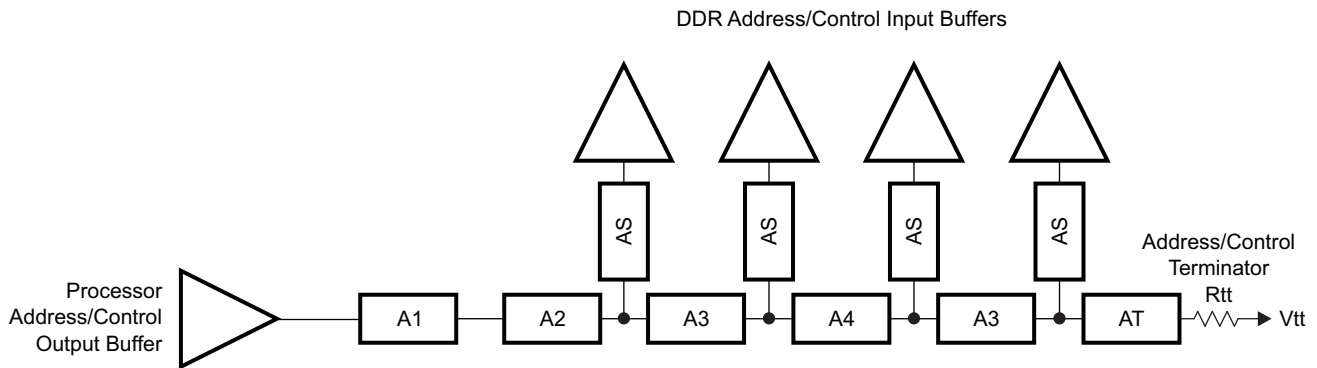 DDR Address/Control Input Buffers
AS
AS
AS
AS
Address/Control
Terminator
Rtt
Processor
Address/Control
Output Buffer
A1
A2
A3
A4
A3
AT
Vtt